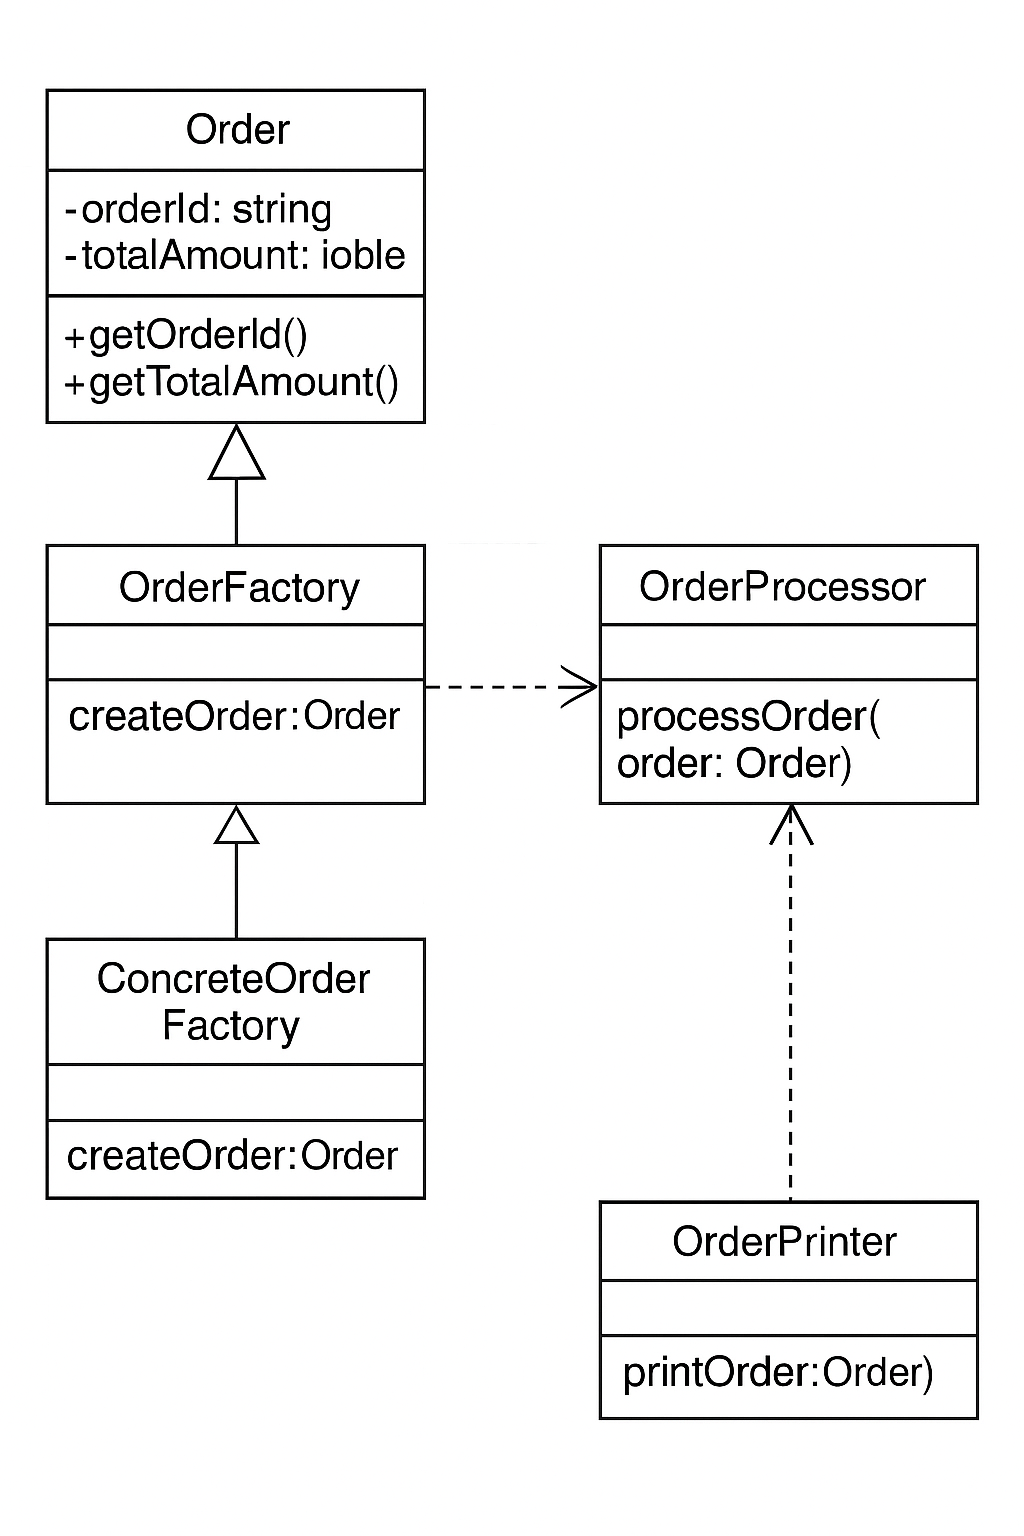 Order
-orderId: string
-totalAmount: ioble
+getOrderId()
+getTotalAmount()
OrderFactory
createOrder:Order
OrderProcessor
processOrder(
order: Order)
ConcreteOrder
Factory
createOrder:Order
OrderPrinter
printOrder:Order)